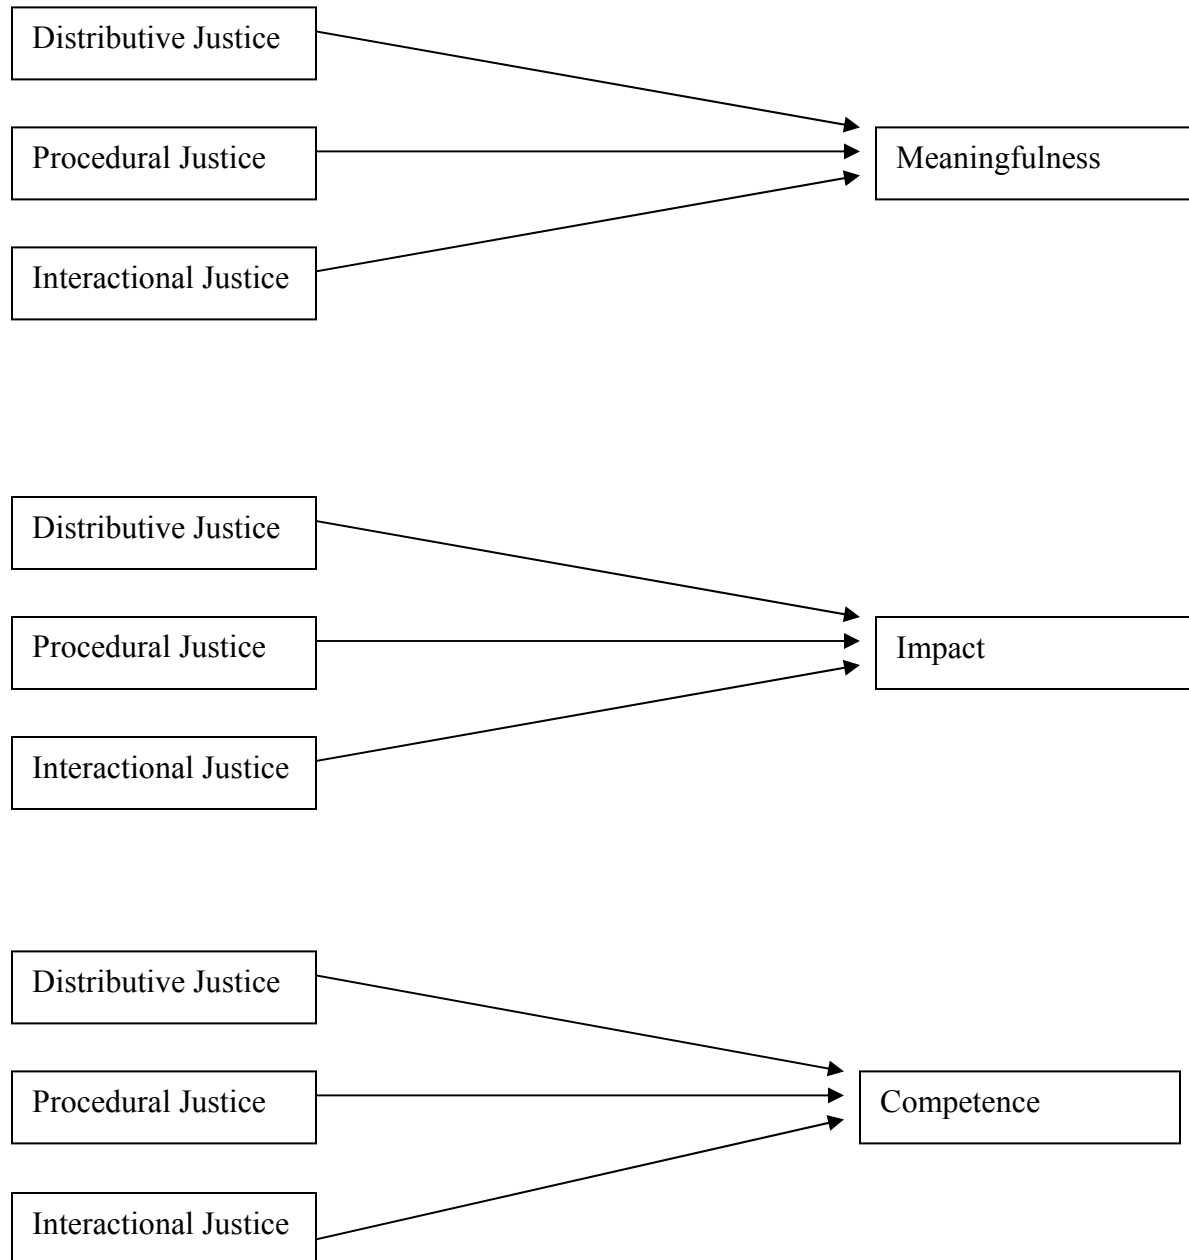 Distributive Justice
Procedural Justice
Meaningfulness
Interactional Justice
Distributive Justice
Procedural Justice
Impact
Interactional Justice
Distributive Justice
Procedural Justice
Competence
Interactional Justice